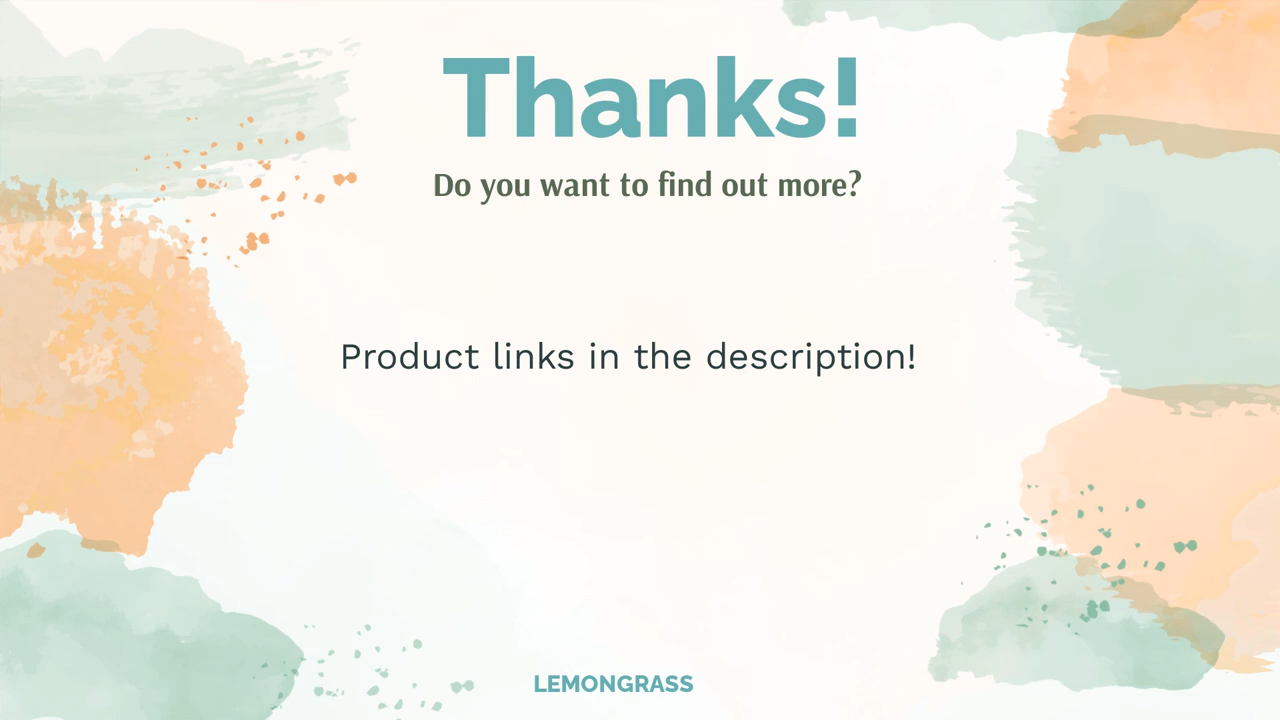 Thanks!
Do you want to find out more?
Product links in the description!
LEMONGRASS